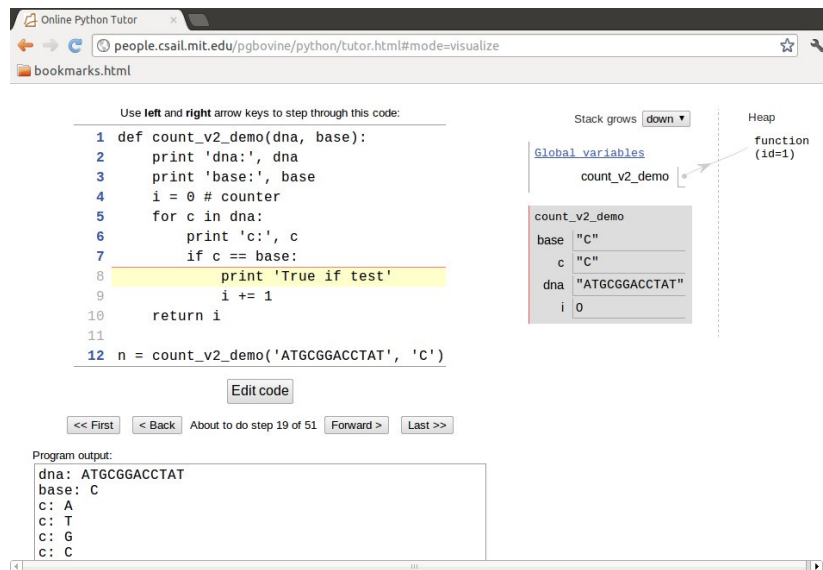 Online Python Tutor
people.csail.mit.edu/pgbovine/python/tutor.html#mode=visualize
bookmarks.html
Use left and right arrow keys to step through this code:
1 def count_v2_demo(dna, base):
2     print 'dna:', dna
3     print 'base:', base
4     i = 0 # counter
5     for c in dna:
6         print 'c:', c
7         if c == base:
8             print 'True if test'
9             i += 1
10     return i
11
12 n = count_v2_demo('ATGCGGACCTAT', 'C')
Edit code
<< First < Back About to do step 19 of 51 Forward > Last >>
Program output:
dna: ATGCGGACCTAT
base: C
c: A
c: T
c: G
c: C
Stack grows down
Global variables
count_v2_demo
count_v2_demo
base "C"
c "C"
dna "ATGCGGACCTAT"
i 0
Heap
function
(id=1)